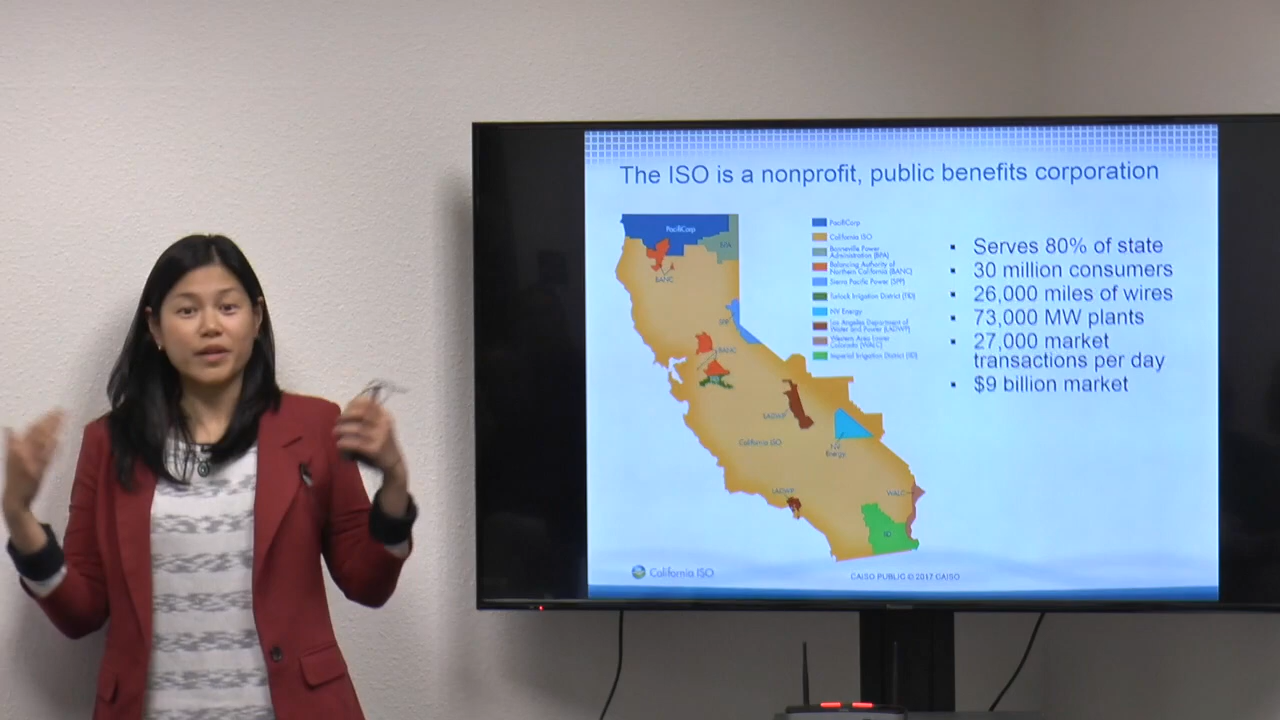 The ISO is a nonprofit, public benefits corporation
PacifiCorp
BPA
BANC
SPP
BANC
LADWP
California ISO
NV
Energy
LADWP
WALC
IID
PacifiCorp
California ISO
Bonneville Power
Administration (BPA)
Balancing Authority of
Northern California (BANC)
Sierra Pacific Power (SPP)
Turlock Irrigation District (TID)
NV Energy
Los Angeles Department of
Water and Power (LADWP)
Western Area Lower
Colorado (WALC)
Imperial Irrigation District (IID)
▪ Serves 80% of state
▪ 30 million consumers
▪ 26,000 miles of wires
▪ 73,000 MW plants
▪ 27,000 market
transactions per day
▪ $9 billion market
California ISO
CAISO PUBLIC © 2017 CAISO
Panasonic